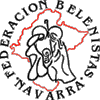 FEDERACION BELENISTAS
NAVARRA